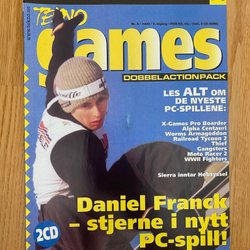 TEKNO
games
DOBBELACTIONPACK
LES ALT OM
DE NYESTE
PC-SPILLENE:
X-Games Pro Boarder
Alpha Centauri
Worms Armageddon
Railroad Tycoon 2
Thief
Gangsters
Moto Racer 2
WWII Fighters
Sierra inntar Hebsyssel
2CD
Daniel Franck
– stjerne i nytt
PC-spill!